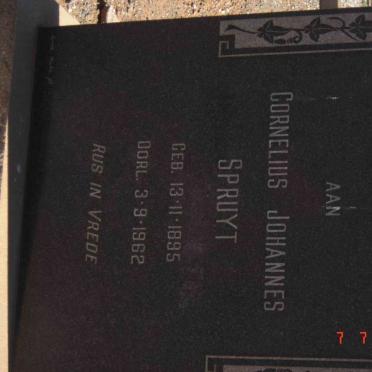 AAN
CORNELIUS JOHANNES
SPRUYT
GEB. 13·11·1895
OORL. 3·9·1962
RUS IN VREDE
7 7